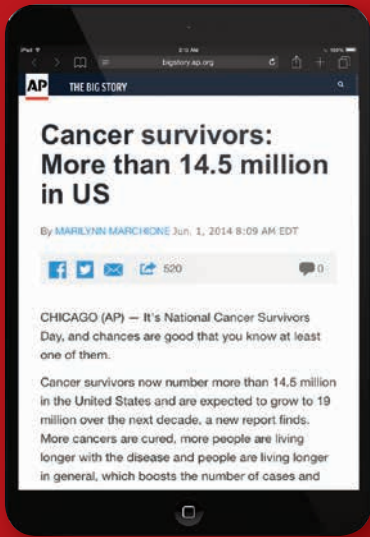 iPad
9:12 AM
100%
bigstory.ap.org
AP THE BIG STORY
Cancer survivors:
More than 14.5 million
in US
By MARILYNN MARCHIONE Jun. 1, 2014 8:09 AM EDT
520
0
CHICAGO (AP) — It's National Cancer Survivors
Day, and chances are good that you know at least
one of them.
Cancer survivors now number more than 14.5 million
in the United States and are expected to grow to 19
million over the next decade, a new report finds.
More cancers are cured, more people are living
longer with the disease and people are living longer
in general, which boosts the number of cases and